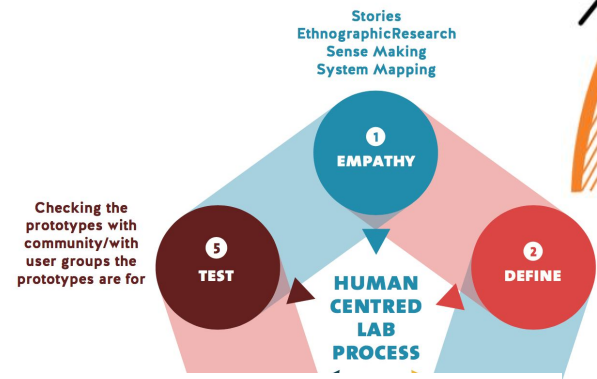 Stories
EthnographicResearch
Sense Making
System Mapping
1
EMPATHY
Checking the
prototypes with
community/with
user groups the
prototypes are for
5
TEST
2
DEFINE
HUMAN
CENTRED
LAB
PROCESS